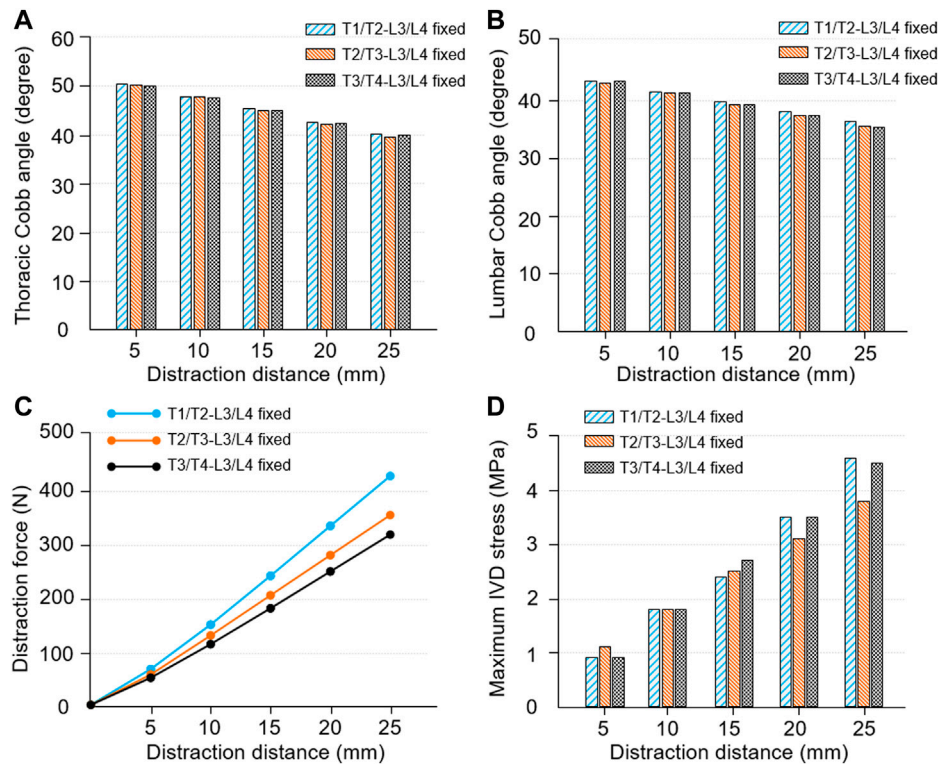 A
Thoracic Cobb angle (degree)
60
50
40
30
20
10
0
T1/T2-L3/L4 fixed
T2/T3-L3/L4 fixed
T3/T4-L3/L4 fixed
5 10 15 20 25
Distraction distance (mm)
B
Lumbar Cobb angle (degree)
50
40
30
20
10
0
T1/T2-L3/L4 fixed
T2/T3-L3/L4 fixed
T3/T4-L3/L4 fixed
5 10 15 20 25
Distraction distance (mm)
C
Distraction force (N)
500
400
300
200
100
0
T1/T2-L3/L4 fixed
T2/T3-L3/L4 fixed
T3/T4-L3/L4 fixed
5 10 15 20 25
Distraction distance (mm)
D
Maximum IVD stress (MPa)
5
4
3
2
1
0
T1/T2-L3/L4 fixed
T2/T3-L3/L4 fixed
T3/T4-L3/L4 fixed
5 10 15 20 25
Distraction distance (mm)